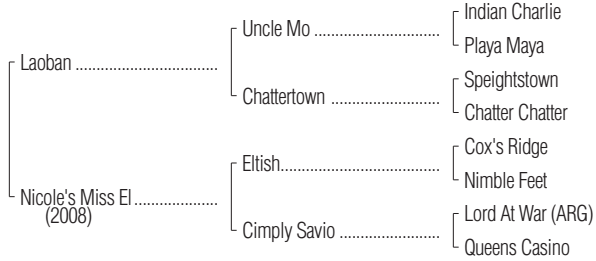 Indian Charlie
Uncle Mo ..................................
Playa Maya
Laoban ......................................
Speightstown
Chattertown .............................
Chatter Chatter
Cox's Ridge
Eltish..........................................
Nimble Feet
Nicole's Miss El ......................
(2008)
Lord At War (ARG)
Cimply Savio ...........................
Queens Casino